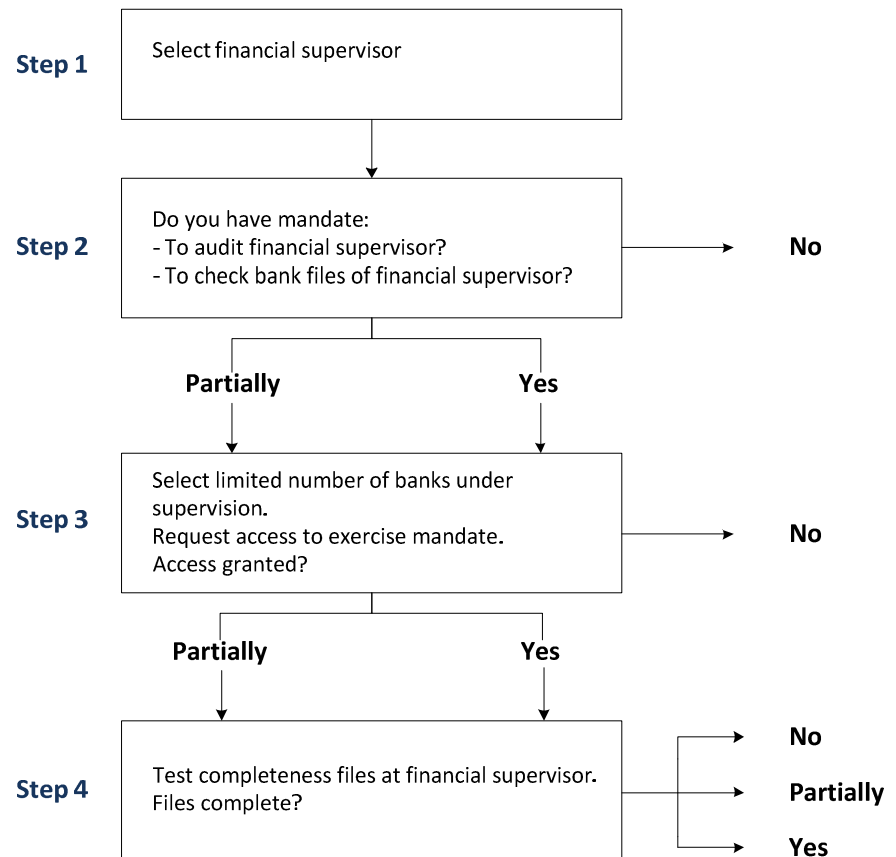 Step 1
Select financial supervisor
Step 2
Do you have mandate:
- To audit financial supervisor?
- To check bank files of financial supervisor?
No
Partially
Yes
Step 3
Select limited number of banks under
supervision.
Request access to exercise mandate.
Access granted?
No
Partially
Yes
Step 4
Test completeness files at financial supervisor.
Files complete?
No
Partially
Yes